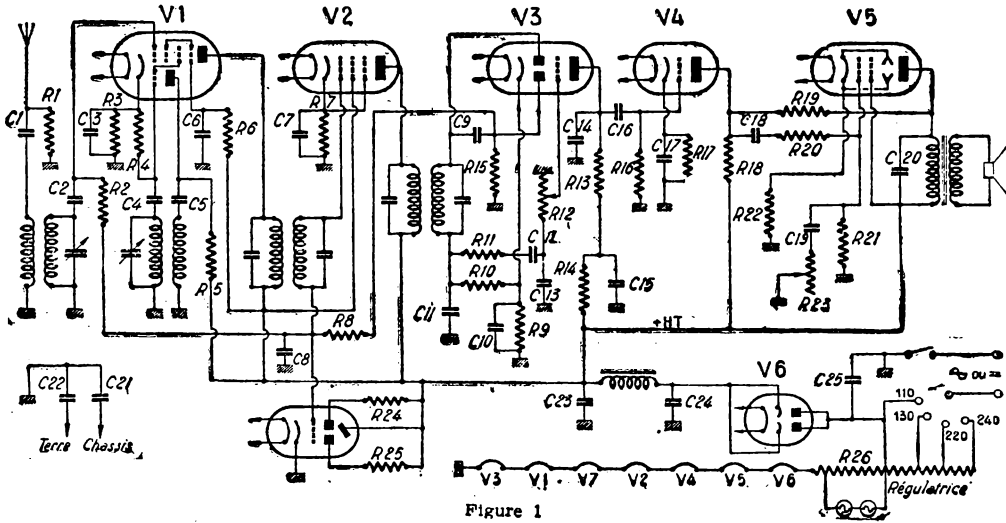 V1
V2
V3
V4
V5
R1
C1
C3
R3
R4
C6
R6
C7
R7
C9
R15
C14
C16
R13
R16
C17
R17
R18
C18
R19
R20
C20
C2
R2
C4
C5
R5
R12
R22
C19
R21
R23
R11
R10
C12
C13
R14
C15
C11
C10
R9
R8
C8
+HT
C22
C21
Terre Chassis
R24
R25
C23
C24
V6
C25
ou
110
130
220
240
V3
V1
V7
V2
V4
V5
V6
R26
Régulatrice
Figure 1